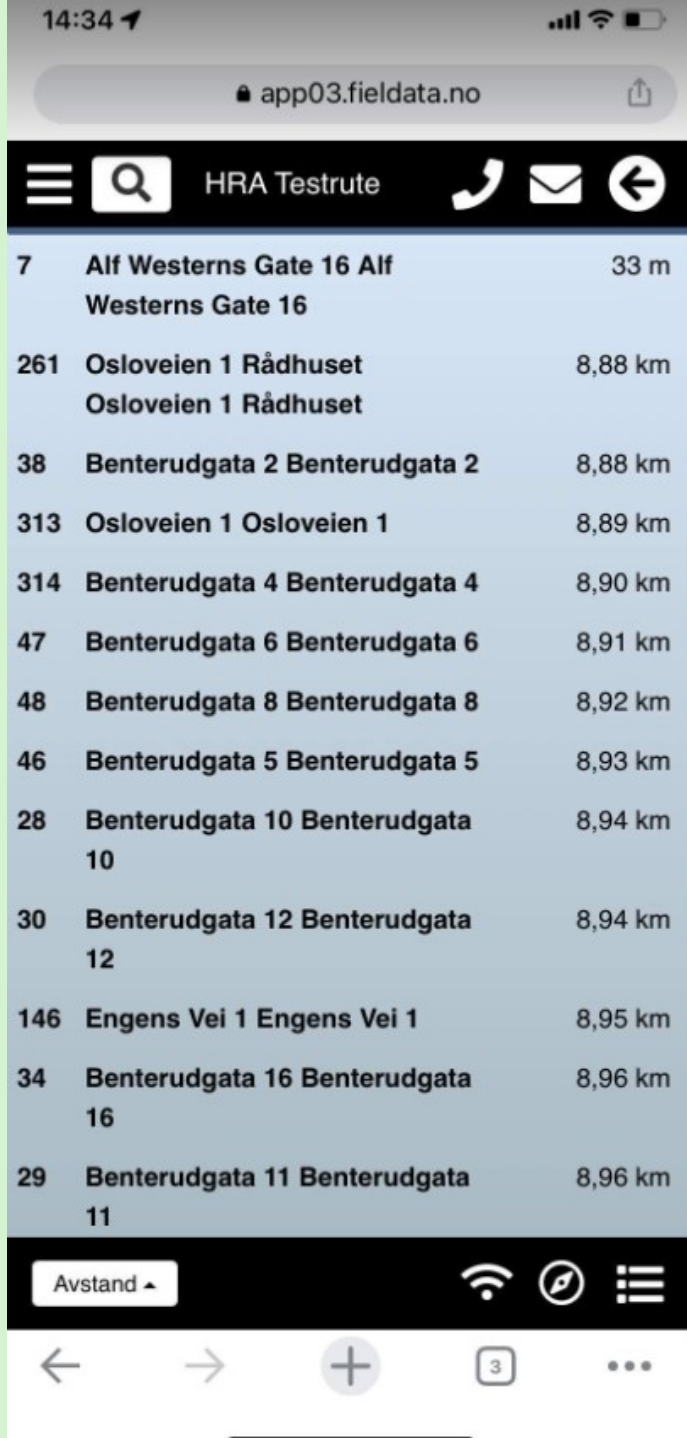 14:34
app03.fieldata.no
HRA Testrute
7 Alf Westerns Gate 16 Alf 33 m
Westerns Gate 16
261 Osloveien 1 Rådhuset 8,88 km
Osloveien 1 Rådhuset
38 Benterudgata 2 Benterudgata 2 8,88 km
313 Osloveien 1 Osloveien 1 8,89 km
314 Benterudgata 4 Benterudgata 4 8,90 km
47 Benterudgata 6 Benterudgata 6 8,91 km
48 Benterudgata 8 Benterudgata 8 8,92 km
46 Benterudgata 5 Benterudgata 5 8,93 km
28 Benterudgata 10 Benterudgata 8,94 km
10
30 Benterudgata 12 Benterudgata 8,94 km
12
146 Engens Vei 1 Engens Vei 1 8,95 km
34 Benterudgata 16 Benterudgata 8,96 km
16
29 Benterudgata 11 Benterudgata 8,96 km
11
Avstand
3